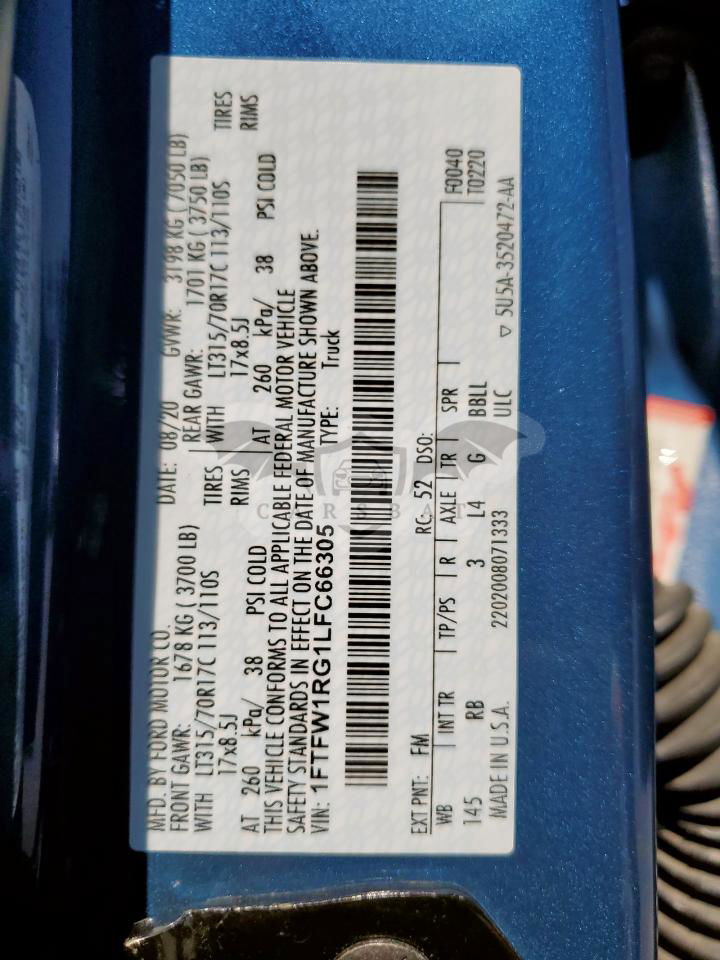 MFD. BY FORD MOTOR CO.
DATE: 08/20 GVWR: 3198 KG ( 7050 LB)
FRONT GAWR: 1678 KG ( 3700 LB) REAR GAWR: 1701 KG ( 3750 LB)
WITH LT315/70R17C 113/110S TIRES WITH LT315/70R17C 113/110S TIRES
17x8.5J RIMS 17x8.5J RIMS
AT 260 kPa/ 38 PSI COLD AT 260 kPa/ 38 PSI COLD
THIS VEHICLE CONFORMS TO ALL APPLICABLE FEDERAL MOTOR VEHICLE
SAFETY STANDARDS IN EFFECT ON THE DATE OF MANUFACTURE SHOWN ABOVE.
VIN: 1FTFW1RG1LFC66305 TYPE: Truck
EXT PNT: FM RC: 52 DSO: F0040
WB INT TR TP/PS R AXLE TR SPR T0220
145 RB 3 L4 G BBLL
MADE IN U.S.A. 2202008071333 ULC ▽ 5U5A-3520472-AA
CARSBAT